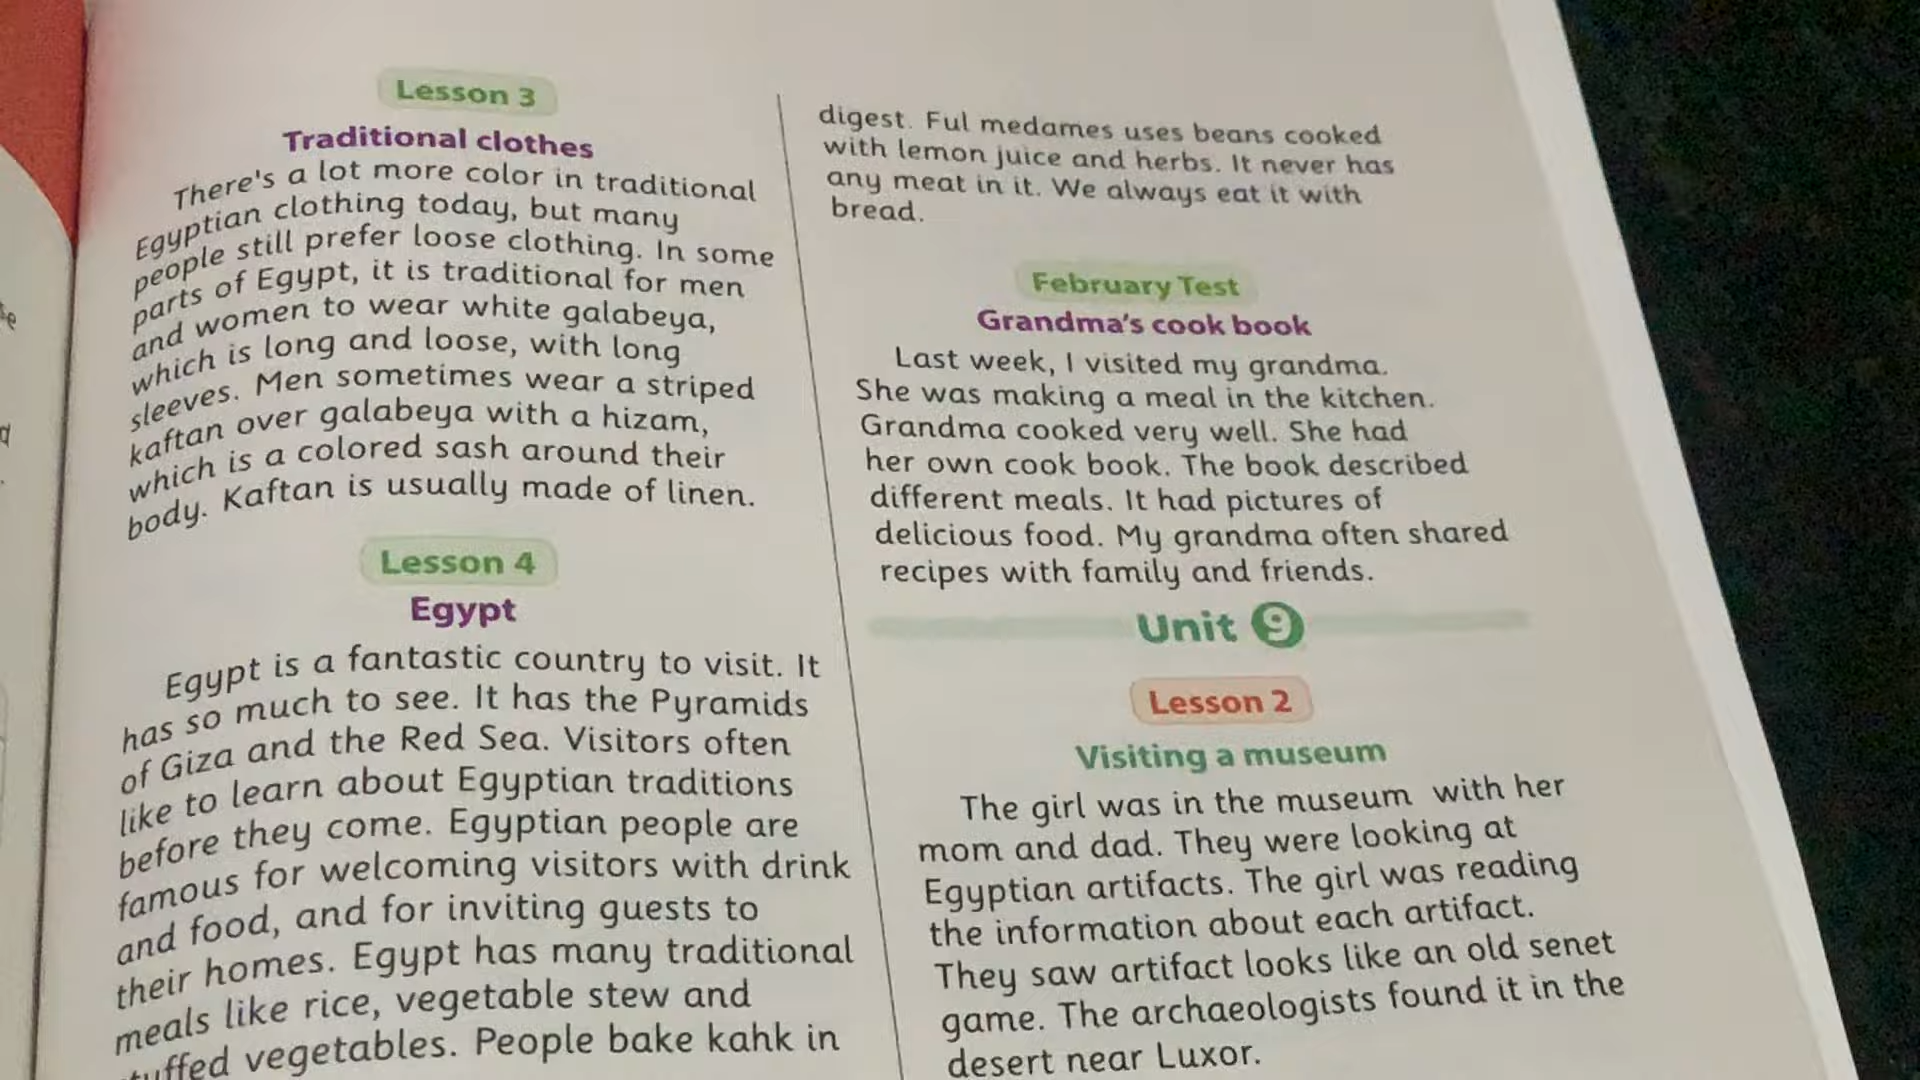 Lesson 3
Traditional clothes
There's a lot more color in traditional
Egyptian clothing today, but many
people still prefer loose clothing. In some
parts of Egypt, it is traditional for men
and women to wear white galabeya,
which is long and loose, with long
sleeves. Men sometimes wear a striped
kaftan over galabeya with a hizam,
which is a colored sash around their
body. Kaftan is usually made of linen.
Lesson 4
Egypt
Egypt is a fantastic country to visit. It
has so much to see. It has the Pyramids
of Giza and the Red Sea. Visitors often
like to learn about Egyptian traditions
before they come. Egyptian people are
famous for welcoming visitors with drink
and food, and for inviting guests to
their homes. Egypt has many traditional
meals like rice, vegetable stew and
vegetables. People bake kahk in
digest. Ful medames uses beans cooked
with lemon juice and herbs. It never has
any meat in it. We always eat it with
bread.
February Test
Grandma's cook book
Last week, I visited my grandma.
She was making a meal in the kitchen.
Grandma cooked very well. She had
her own cook book. The book described
different meals. It had pictures of
delicious food. My grandma often shared
recipes with family and friends.
Unit 9
Lesson 2
Visiting a museum
The girl was in the museum with her
mom and dad. They were looking at
Egyptian artifacts. The girl was reading
the information about each artifact.
They saw artifact looks like an old senet
game. The archaeologists found it in the
desert near Luxor.